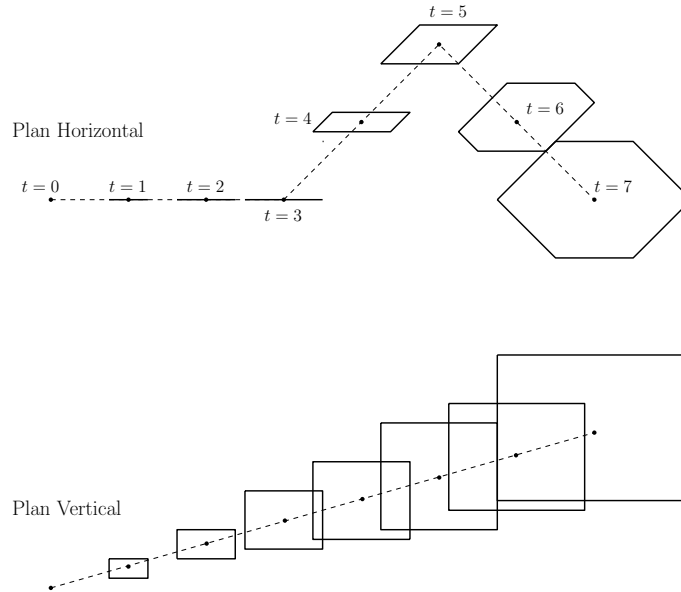 t = 5
t = 4
t = 6
Plan Horizontal
t = 0
t = 1
t = 2
t = 7
t = 3
Plan Vertical